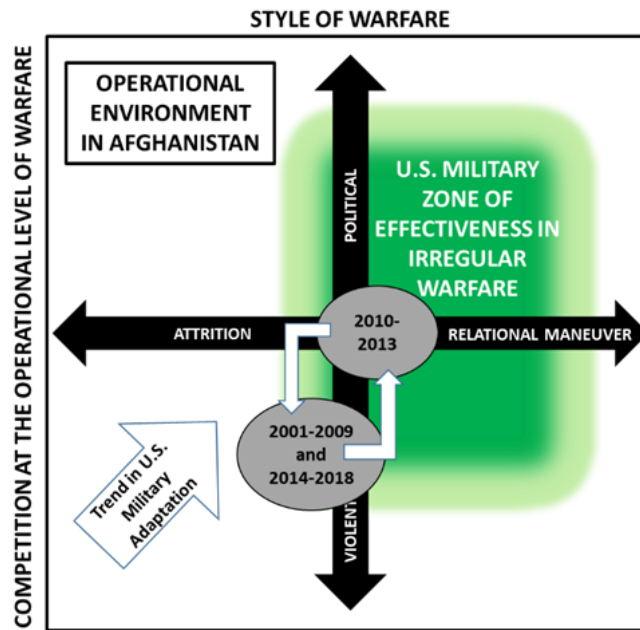 STYLE OF WARFARE
COMPETITION AT THE OPERATIONAL LEVEL OF WARFARE
OPERATIONAL
ENVIRONMENT
IN AFGHANISTAN
POLITICAL
U.S. MILITARY
ZONE OF
EFFECTIVENESS IN
IRREGULAR
WARFARE
ATTRITION
2010-
2013
RELATIONAL MANEUVER
2001-2009
and
2014-2018
Trend in U.S.
Military
Adaptation
VIOLENT